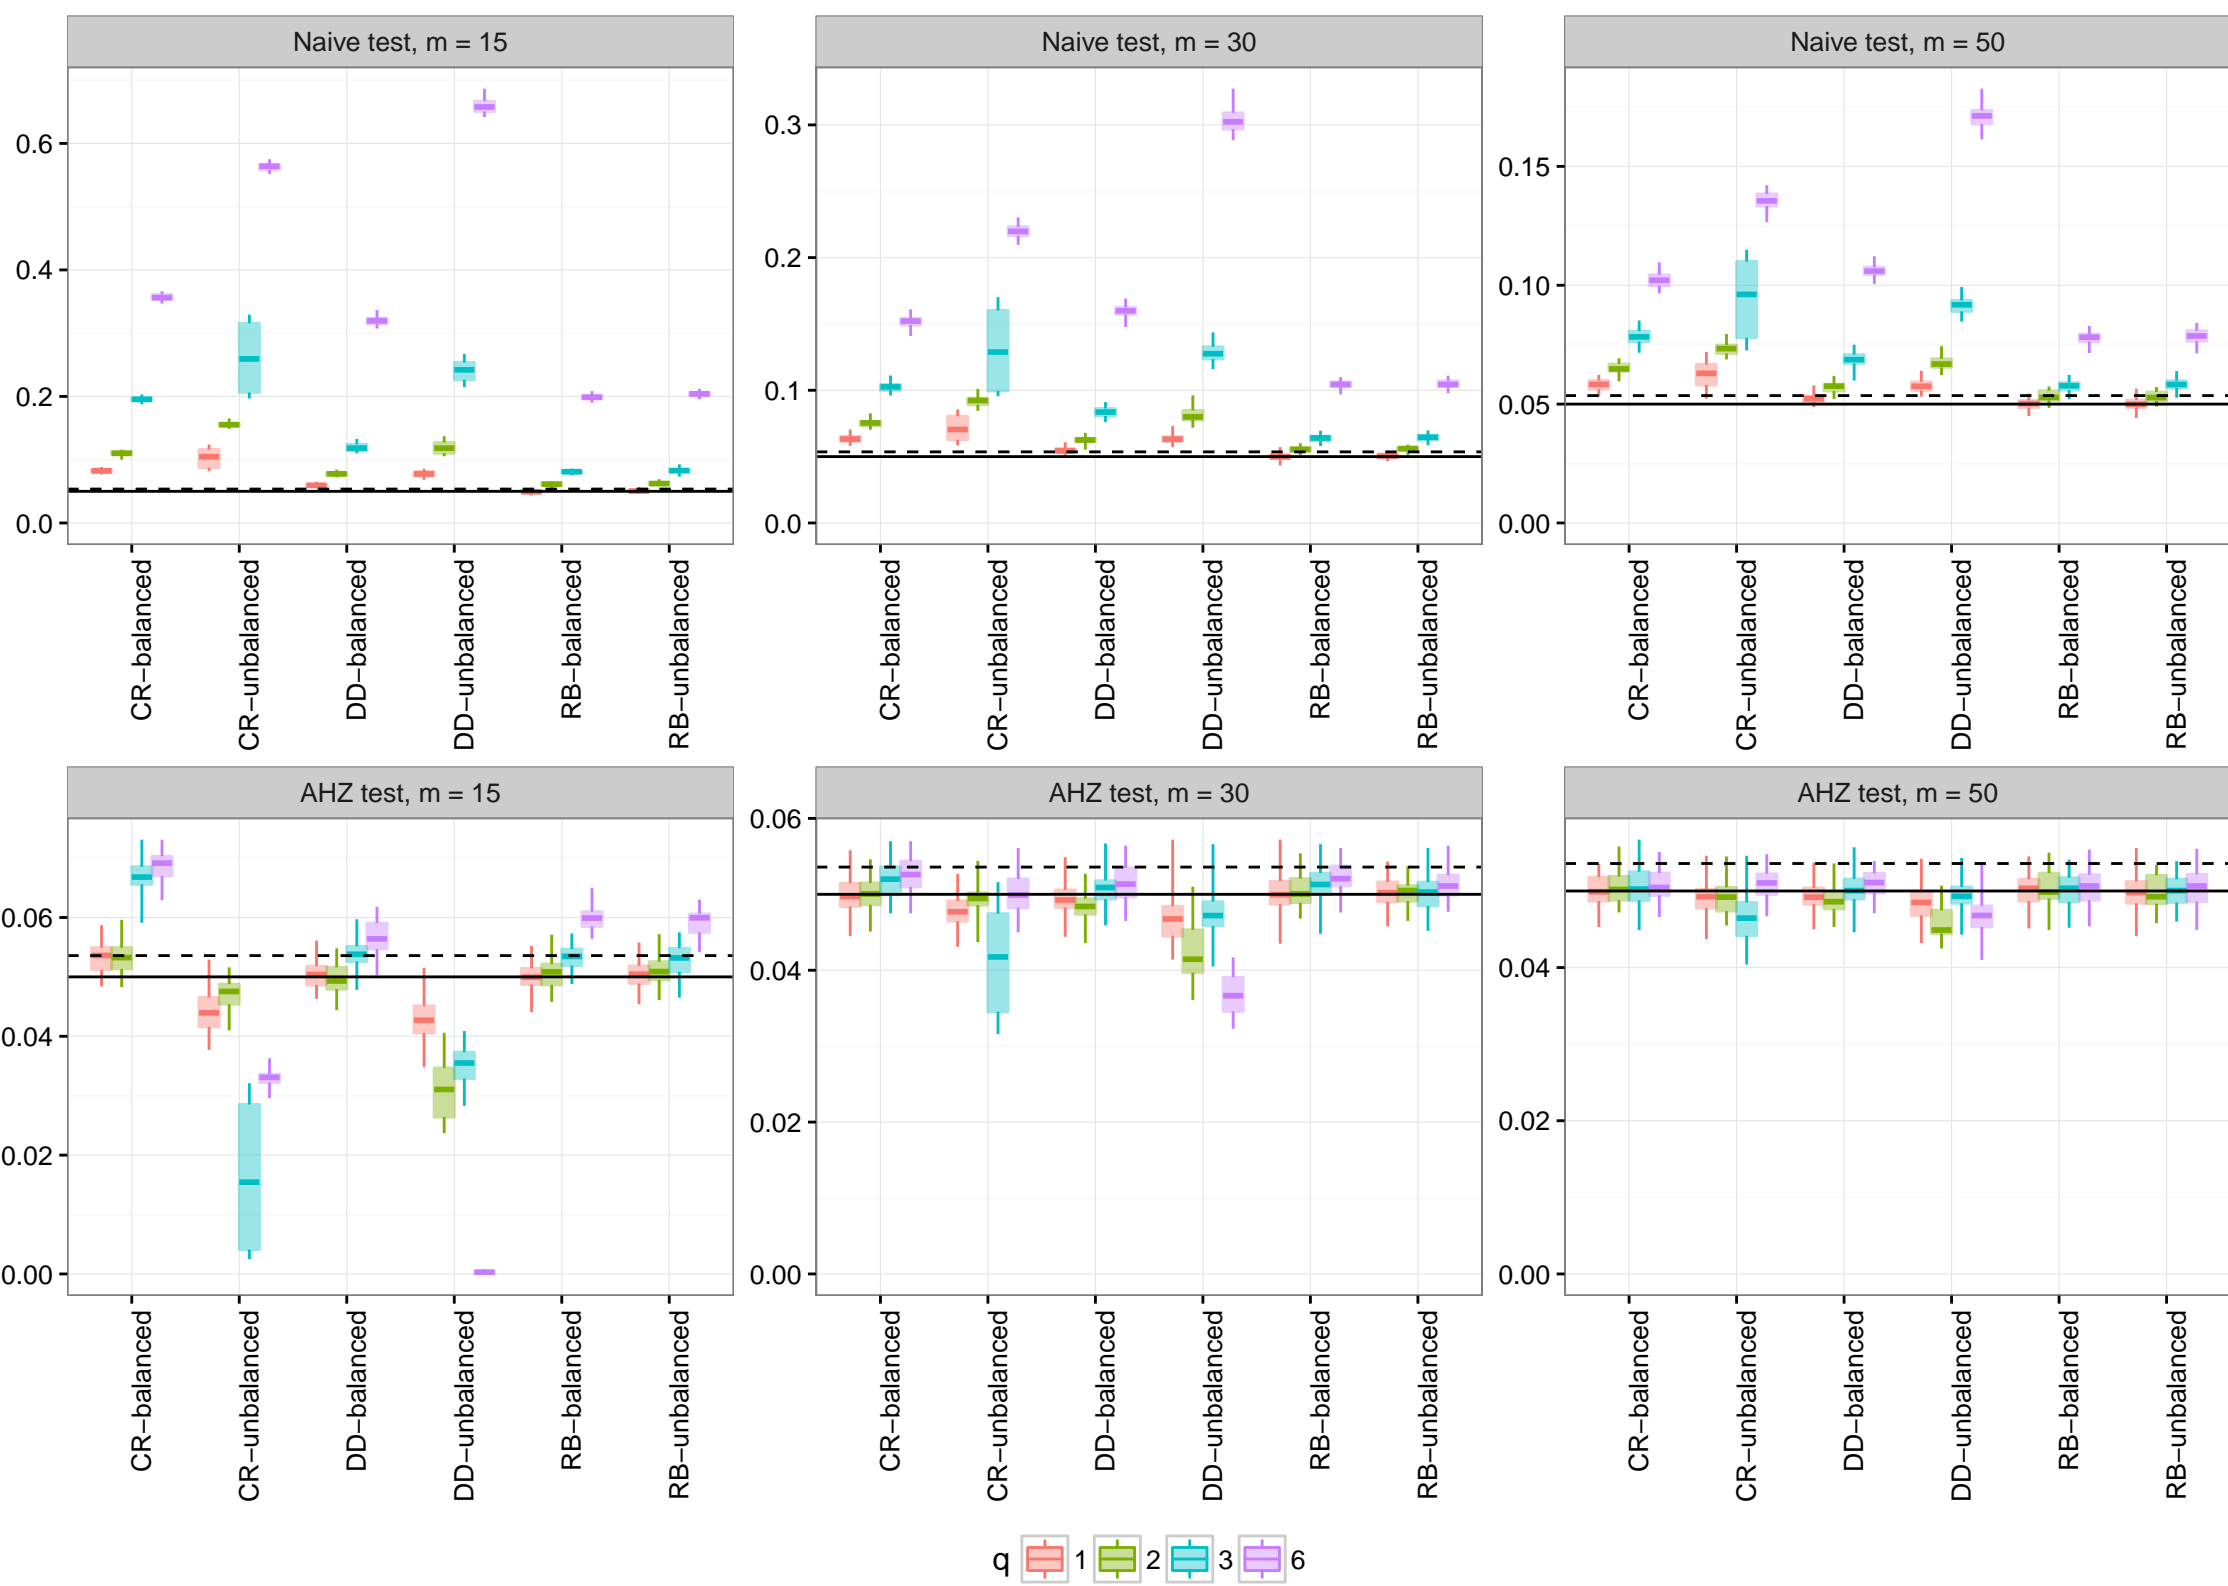 Naive test, m = 15
Naive test, m = 30
Naive test, m = 50
0.6
0.4
0.2
0.0
0.3
0.2
0.1
0.0
0.15
0.10
0.05
0.00
CR−balanced
CR−unbalanced
DD−balanced
DD−unbalanced
RB−balanced
RB−unbalanced
CR−balanced
CR−unbalanced
DD−balanced
DD−unbalanced
RB−balanced
RB−unbalanced
CR−balanced
CR−unbalanced
DD−balanced
DD−unbalanced
RB−balanced
RB−unbalanced
AHZ test, m = 15
AHZ test, m = 30
AHZ test, m = 50
0.06
0.04
0.02
0.00
0.06
0.04
0.02
0.00
0.04
0.02
0.00
CR−balanced
CR−unbalanced
DD−balanced
DD−unbalanced
RB−balanced
RB−unbalanced
CR−balanced
CR−unbalanced
DD−balanced
DD−unbalanced
RB−balanced
RB−unbalanced
CR−balanced
CR−unbalanced
DD−balanced
DD−unbalanced
RB−balanced
RB−unbalanced
q 1 2 3 6